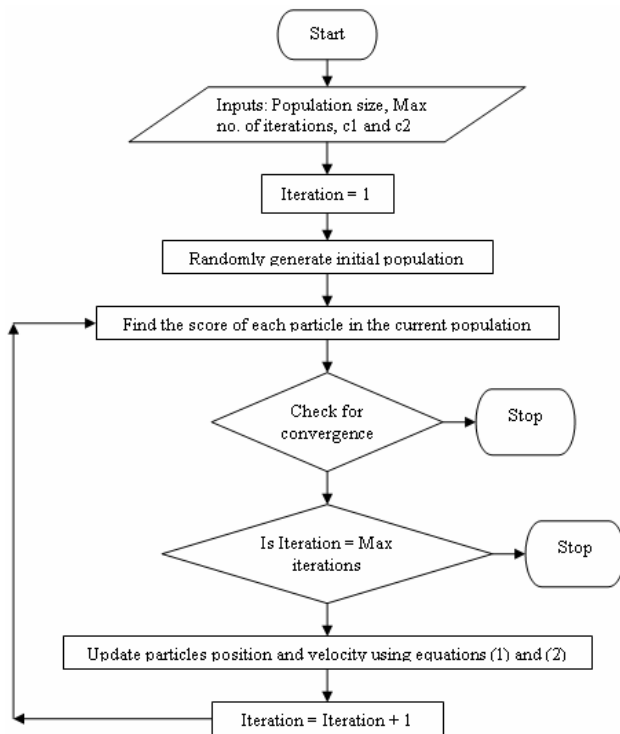 Start
Inputs: Population size, Max
no. of iterations, c1 and c2
Iteration = 1
Randomly generate initial population
Find the score of each particle in the current population
Check for
convergence
Stop
Is Iteration = Max
iterations
Stop
Update particles position and velocity using equations (1) and (2)
Iteration = Iteration + 1